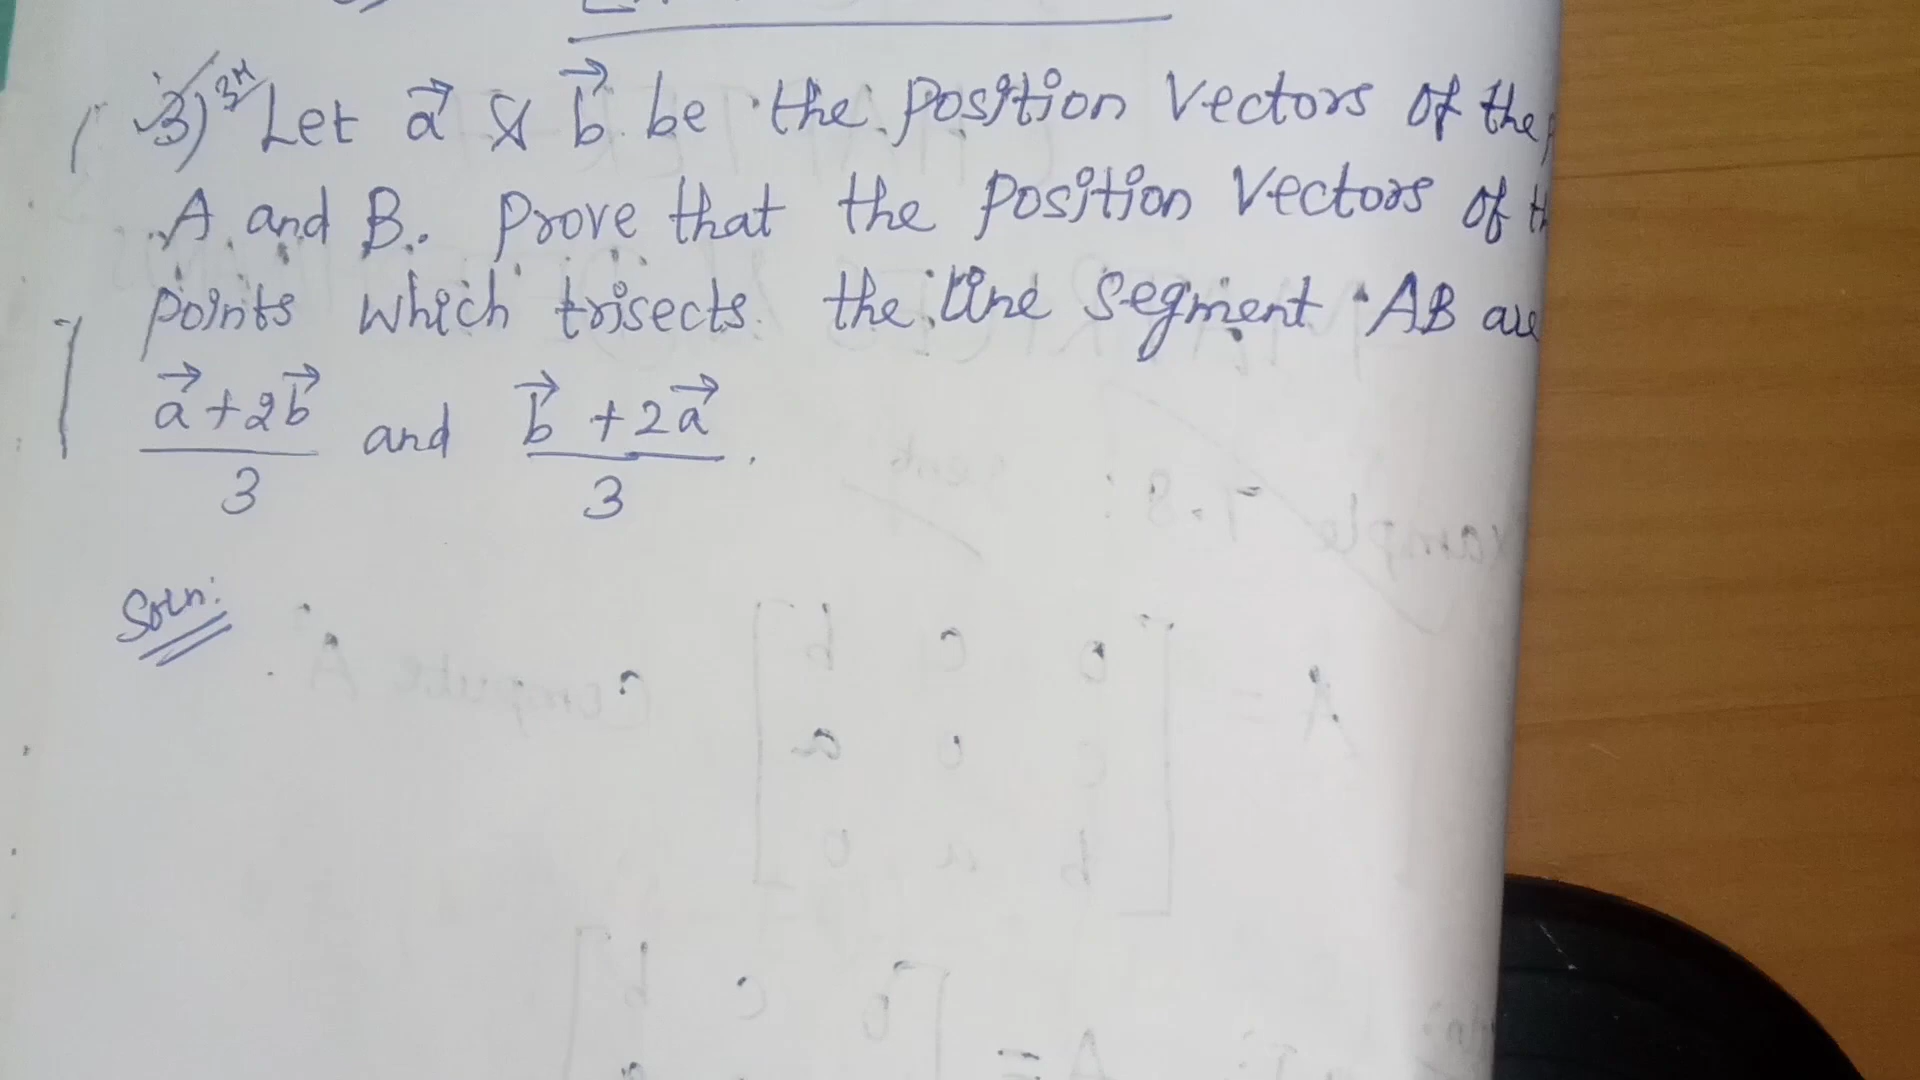 3) 3M Let a⃗ & b⃗ be the position vectors of the
A and B. Prove that the position vectors of
points which trisects the line segment AB are
(a⃗ + 2b⃗)/3 and (b⃗ + 2a⃗)/3.
Soln: